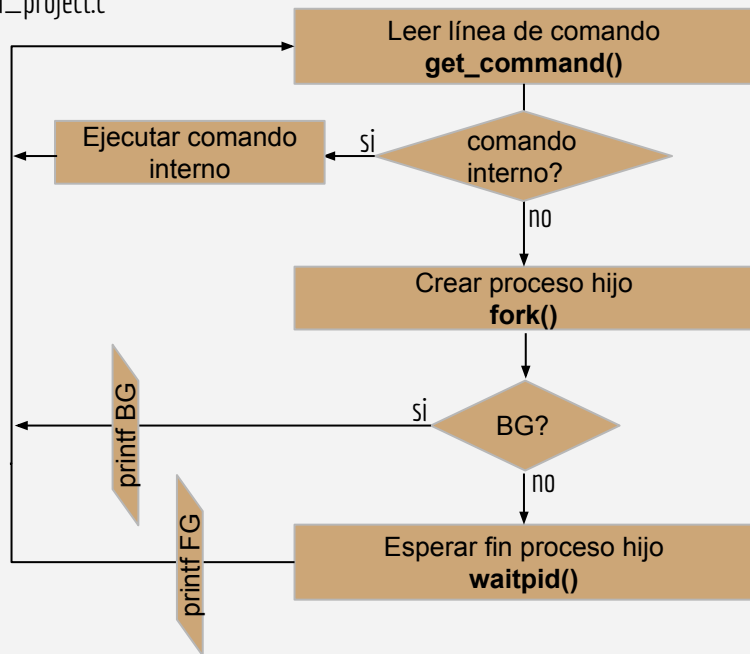 Leer línea de comando
get_command()
Ejecutar comando
interno
si
comando
interno?
no
Crear proceso hijo
fork()
printf BG
si
BG?
no
printf FG
Esperar fin proceso hijo
waitpid()